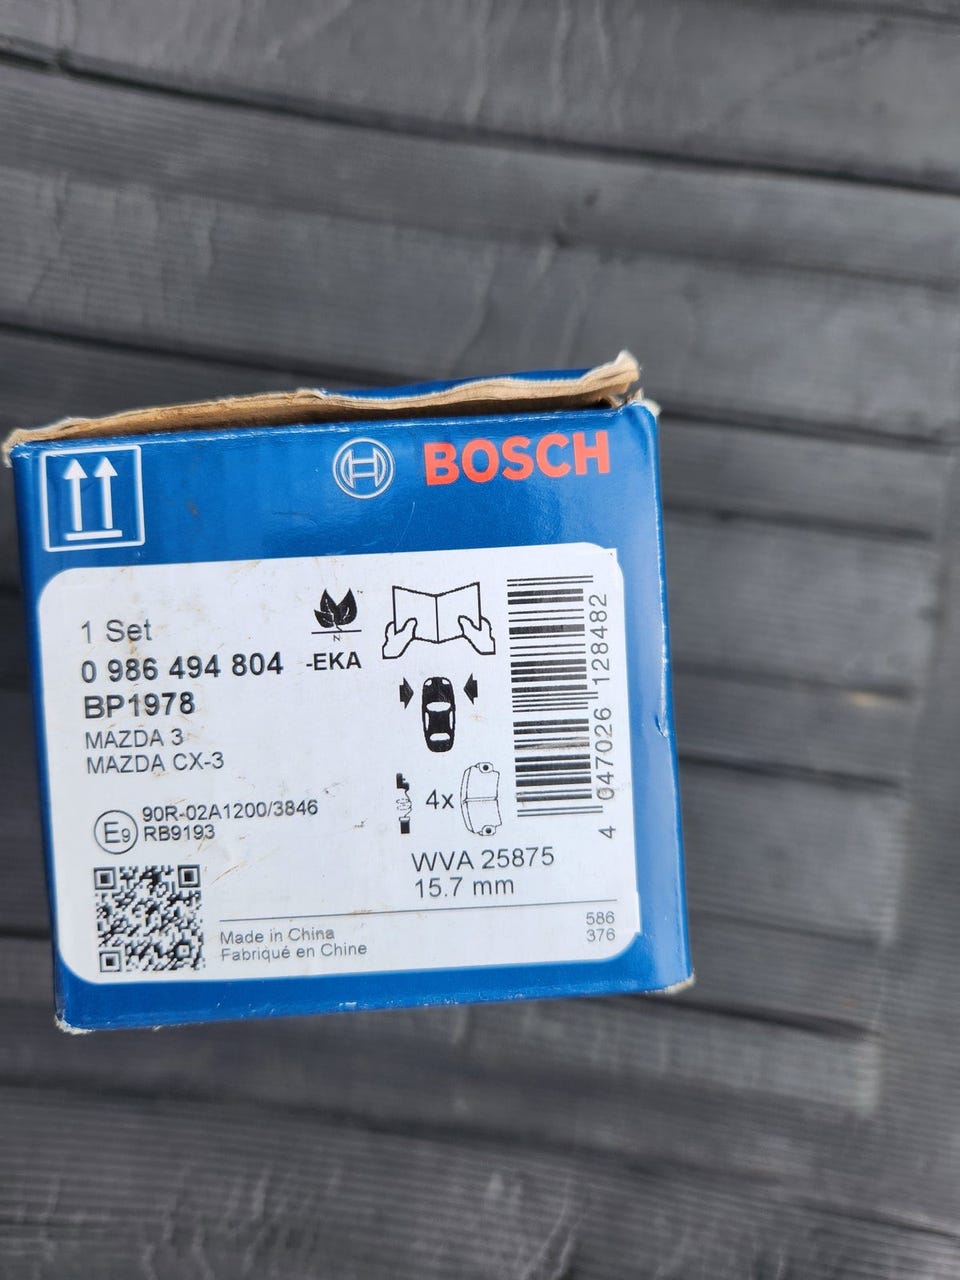 BOSCH
1 Set
0 986 494 804 -EKA
BP1978
MAZDA 3
MAZDA CX-3
N
E9
90R-02A1200/3846
RB9193
4x
WVA 25875
15.7 mm
4 047026 128482
Made in China
Fabriqué en Chine
586
376